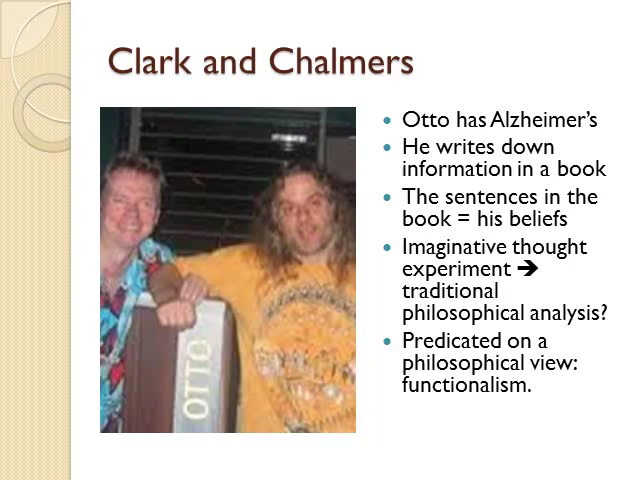 Clark and Chalmers
OTTO
• Otto has Alzheimer's
• He writes down
information in a book
• The sentences in the
book = his beliefs
• Imaginative thought
experiment ➔
traditional
philosophical analysis?
• Predicated on a
philosophical view:
functionalism.